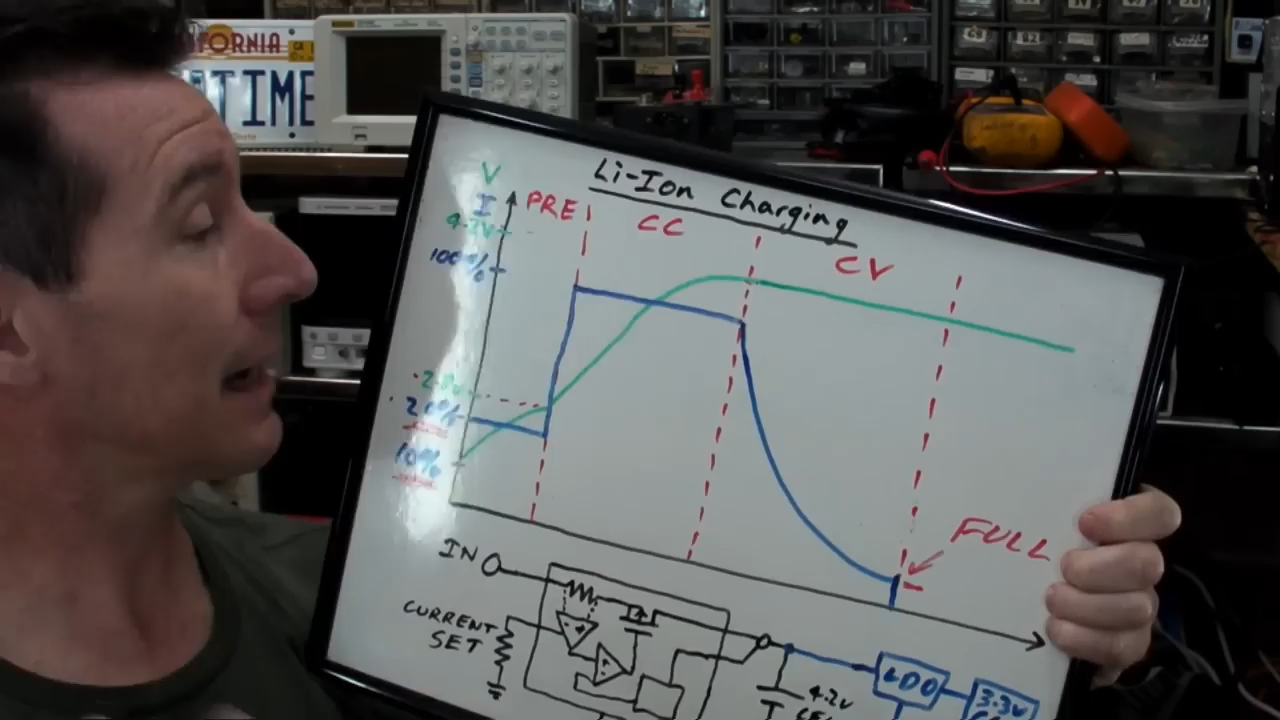 Li-Ion Charging
V
I
4.2V
100%
PRE
CC
CV
2.8V
20%
10%
FULL
IN
CURRENT
SET
LDO
4.2V
3.3V